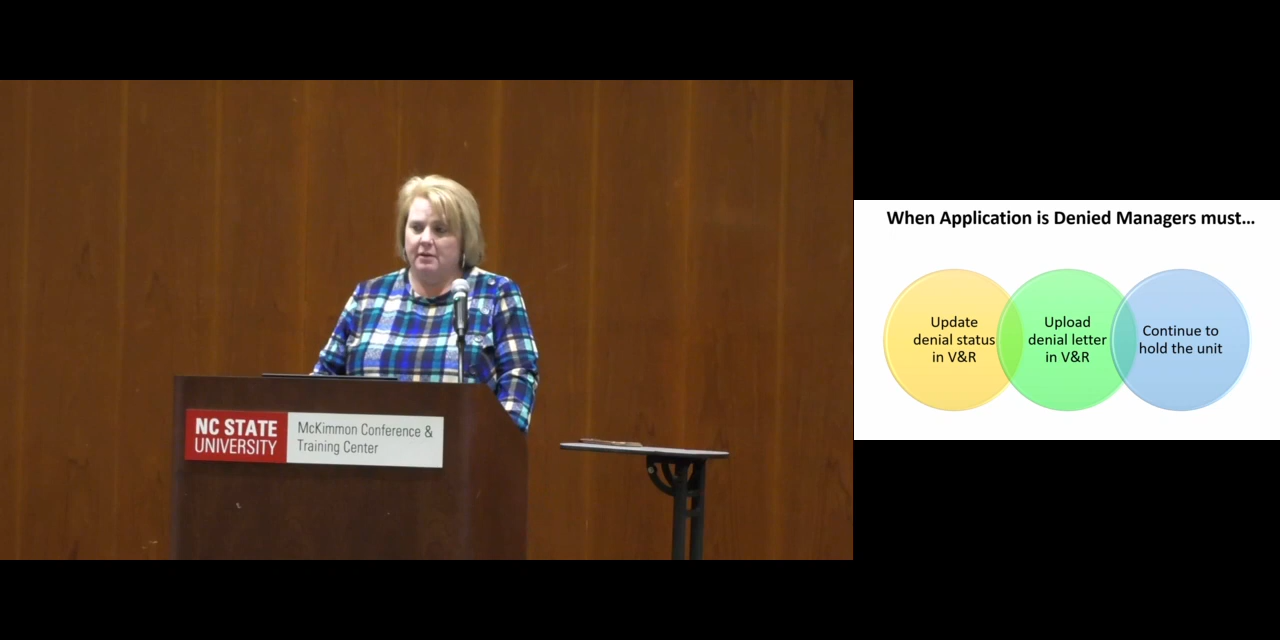 NC STATE
UNIVERSITY
McKimmon Conference &
Training Center
When Application is Denied Managers must...
Update
denial status
in V&R
Upload
denial letter
in V&R
Continue to
hold the unit